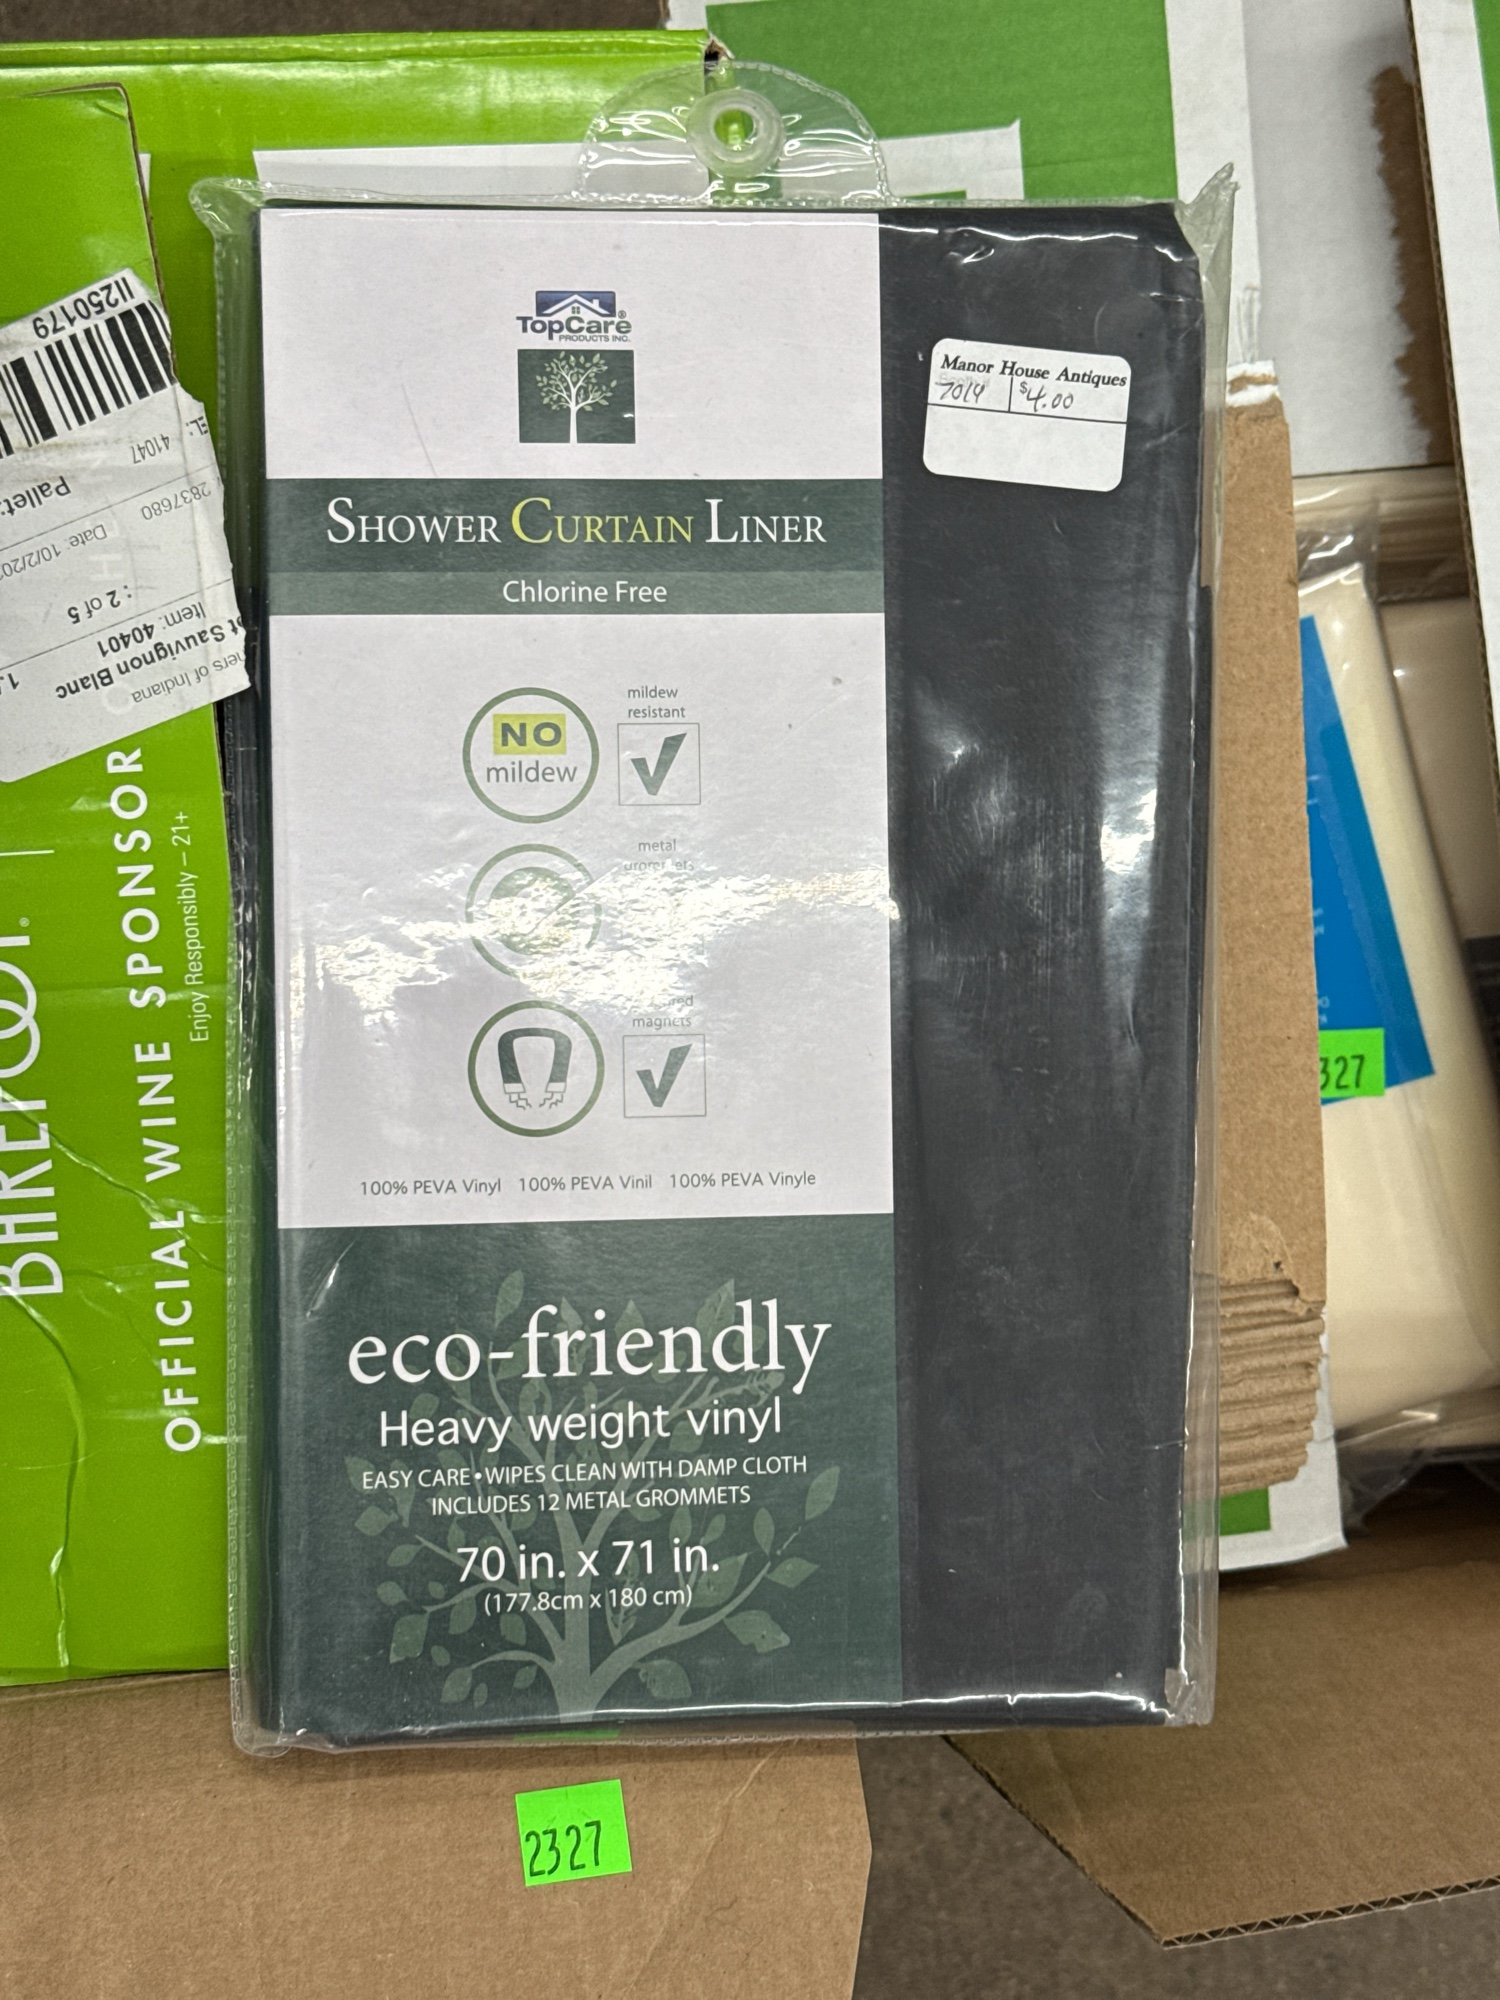 TopCare®
PRODUCTS INC.
Manor House Antiques
7014 $4.00
SHOWER CURTAIN LINER
Chlorine Free
NO
mildew
mildew
resistant
metal
magnets
100% PEVA Vinyl 100% PEVA Vinil 100% PEVA Vinyle
eco-friendly
Heavy weight vinyl
EASY CARE • WIPES CLEAN WITH DAMP CLOTH
INCLUDES 12 METAL GROMMETS
70 in. x 71 in.
(177.8cm x 180 cm)
2327
327
11250179
41047
Pallet:
2837680
Date: 10/2/20
: 2 of 5
Item: 40401
Sauvignon Blanc
of Indiana
OFFICIAL WINE SPONSOR
Enjoy Responsibly – 21+